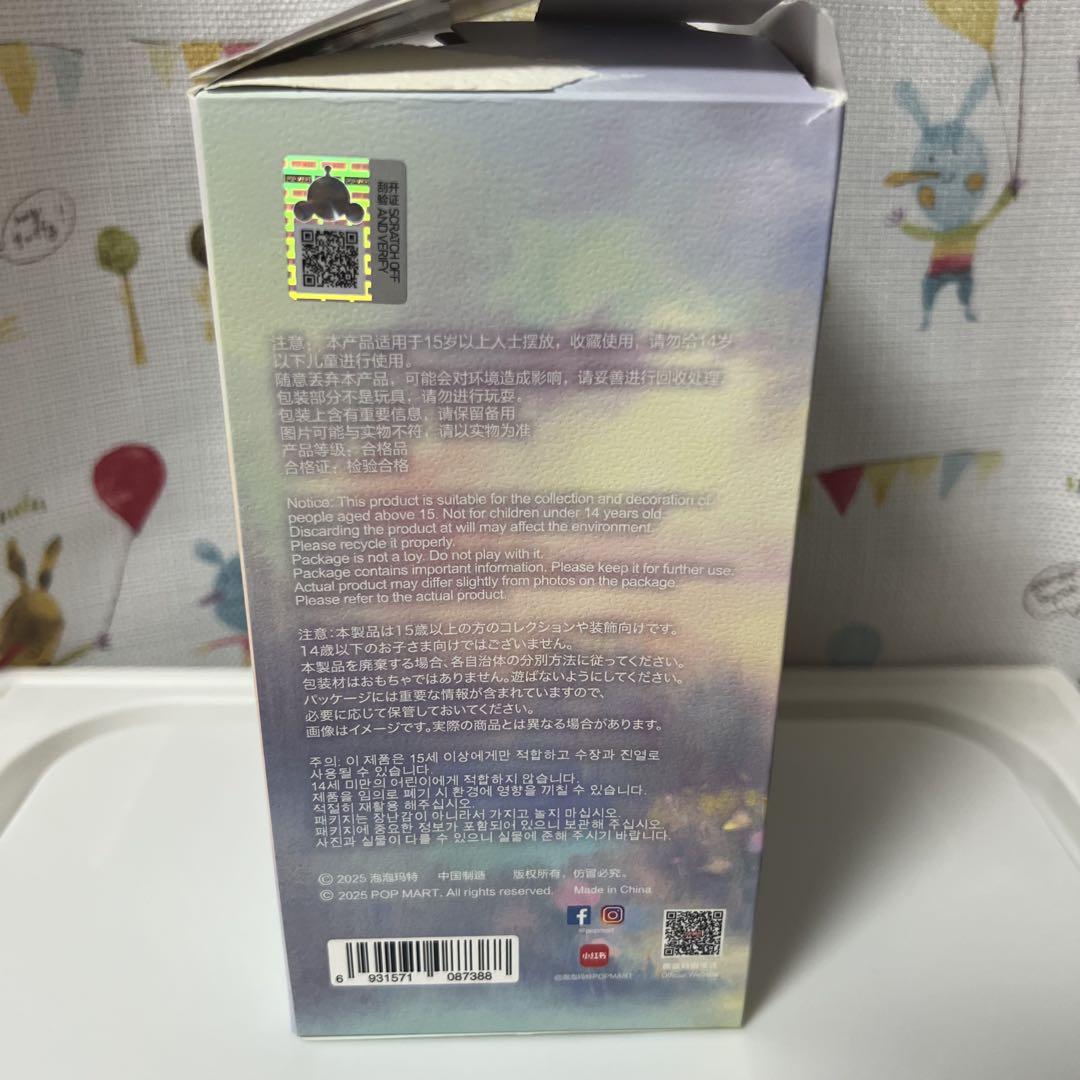 POP MART
刮开
验证
SCRATCH OFF
AND VERIFY
注意：本产品适用于15岁以上人士摆放，收藏使用，请勿给14岁
以下儿童进行使用。
随意丢弃本产品，可能会对环境造成影响，请妥善进行回收处理
包装部分不是玩具，请勿进行玩耍。
包装上含有重要信息，请保留备用
图片可能与实物不符，请以实物为准
产品等级：合格品
合格证：检验合格
Notice: This product is suitable for the collection and decoration of
people aged above 15. Not for children under 14 years old.
Discarding the product at will may affect the environment.
Please recycle it properly.
Package is not a toy. Do not play with it.
Package contains important information. Please keep it for further use.
Actual product may differ slightly from photos on the package.
Please refer to the actual product.
注意：本製品は15歳以上の方のコレクションや装飾向けです。
14歳以下のお子さま向けではございません。
本製品を廃棄する場合、各自治体の分別方法に従ってください。
包装材はおもちゃではありません。遊ばないようにしてください。
パッケージには重要な情報が含まれていますので、
必要に応じて保管しておいてください。
画像はイメージです。実際の商品とは異なる場合があります。
주의: 이 제품은 15세 이상에게만 적합하고 수장과 진열로
사용될 수 있습니다.
14세 미만의 어린이에게 적합하지 않습니다.
제품을 임의로 폐기 시 환경에 영향을 끼칠 수 있습니다.
적절히 재활용 해주십시오.
패키지는 장난감이 아니라서 가지고 놀지 마십시오.
패키지에 중요한 정보가 포함되어 있으니 보관해 주십시오.
사진과 실물이 다를 수 있으니 실물에 준해 주시기 바랍니다.
© 2025 泡泡玛特 中国制造 版权所有，仿冒必究。
© 2025 POP MART. All rights reserved. Made in China
@popmart
小红书
@泡泡玛特POPMART
Official Website
6 931571 087388